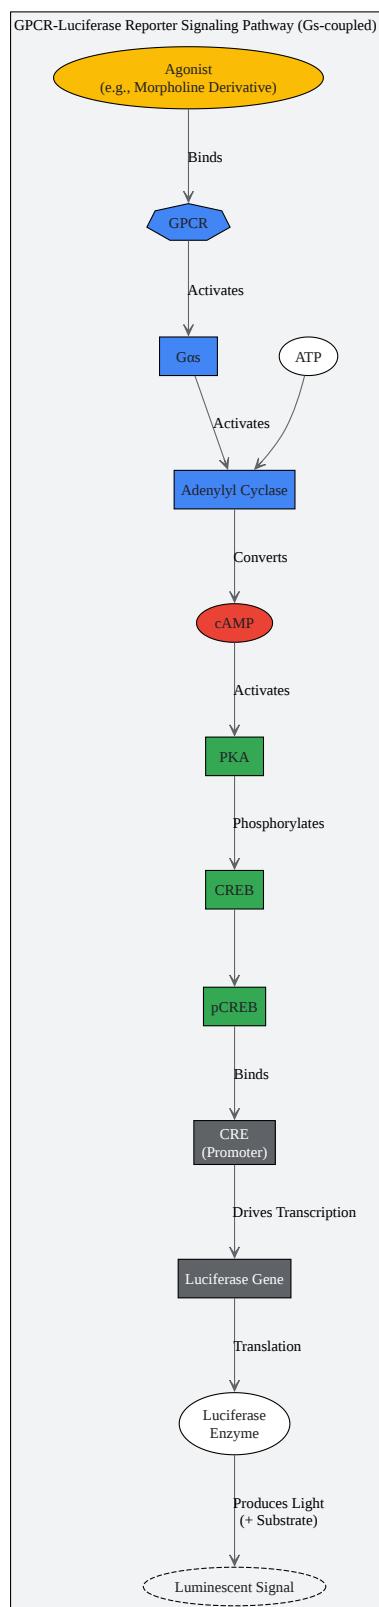 GPCR-Luciferase Reporter Signaling Pathway (Gs-coupled)
Agonist
(e.g., Morpholine Derivative)
Binds
GPCR
Activates
Gαs
ATP
Activates
Adenylyl Cyclase
Converts
cAMP
Activates
PKA
Phosphorylates
CREB
pCREB
Binds
CRE
(Promoter)
Drives Transcription
Luciferase Gene
Translation
Luciferase
Enzyme
Produces Light
(+ Substrate)
Luminescent Signal